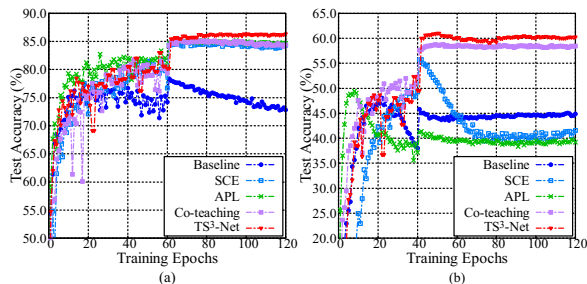 90.0
85.0
80.0
75.0
70.0
65.0
60.0
55.0
50.0
Test Accuracy (%)
0 20 40 60 80 100 120
Training Epochs
Baseline
SCE
APL
Co-teaching
TS³-Net
(a)
65.0
60.0
55.0
50.0
45.0
40.0
35.0
30.0
25.0
20.0
Test Accuracy (%)
0 20 40 60 80 100 120
Training Epochs
Baseline
SCE
APL
Co-teaching
TS³-Net
(b)